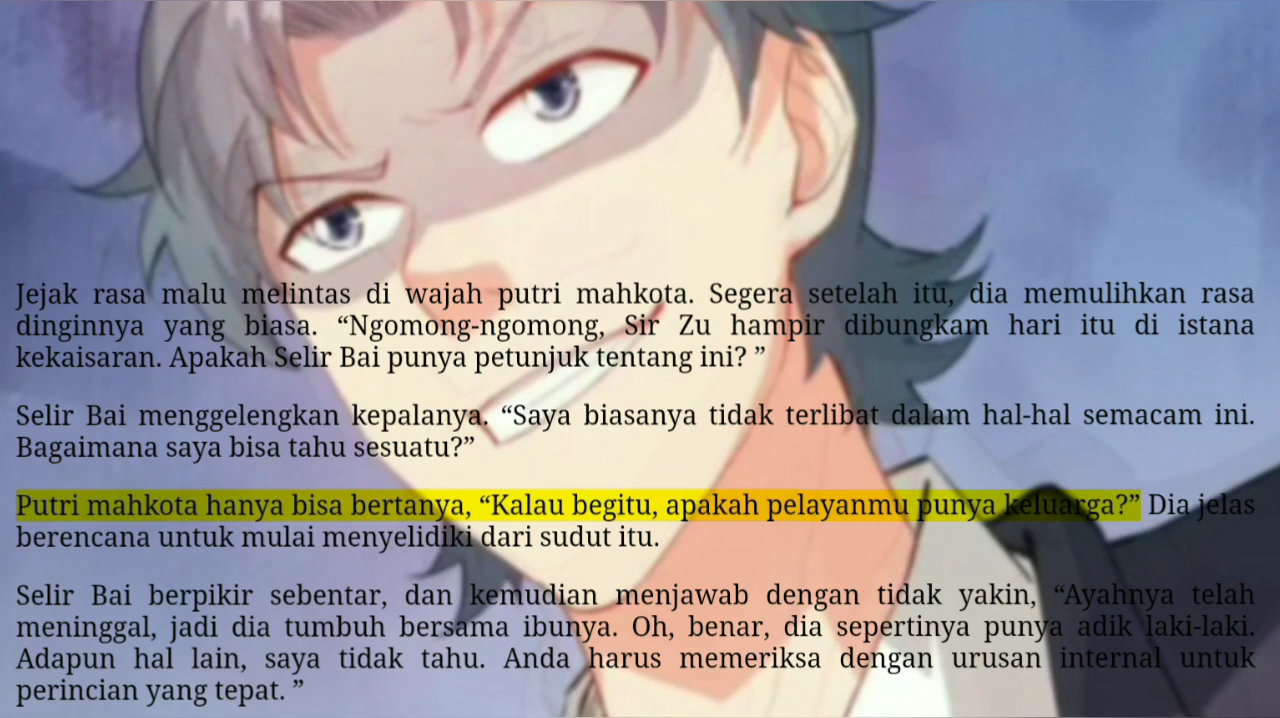 Jejak rasa malu melintas di wajah putri mahkota. Segera setelah itu, dia memulihkan rasa
dinginnya yang biasa. “Ngomong-ngomong, Sir Zu hampir dibungkam hari itu di istana
kekaisaran. Apakah Selir Bai punya petunjuk tentang ini? ”
Selir Bai menggelengkan kepalanya. “Saya biasanya tidak terlibat dalam hal-hal semacam ini.
Bagaimana saya bisa tahu sesuatu?”
Putri mahkota hanya bisa bertanya, “Kalau begitu, apakah pelayanmu punya keluarga?” Dia jelas
berencana untuk mulai menyelidiki dari sudut itu.
Selir Bai berpikir sebentar, dan kemudian menjawab dengan tidak yakin, “Ayahnya telah
meninggal, jadi dia tumbuh bersama ibunya. Oh, benar, dia sepertinya punya adik laki-laki.
Adapun hal lain, saya tidak tahu. Anda harus memeriksa dengan urusan internal untuk
perincian yang tepat. ”